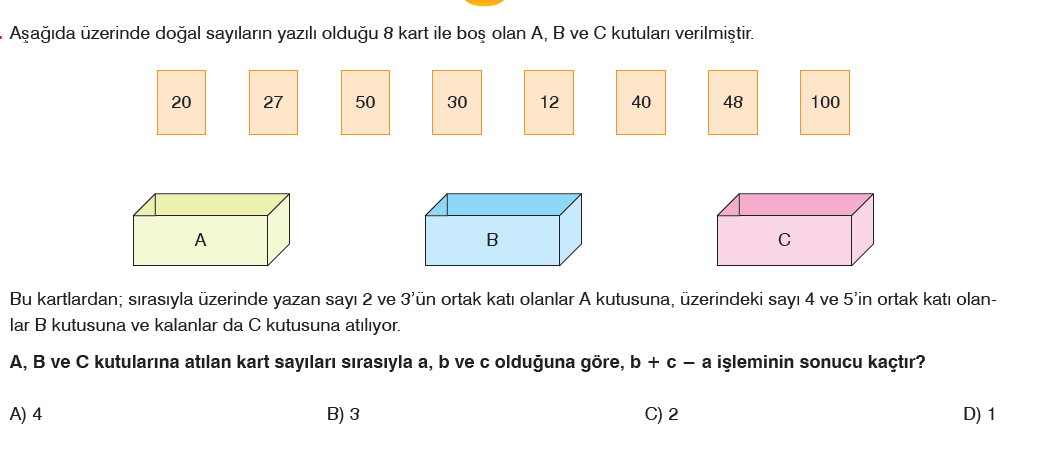 Aşağıda üzerinde doğal sayıların yazılı olduğu 8 kart ile boş olan A, B ve C kutuları verilmiştir.
20 27 50 30 12 40 48 100
A B C
Bu kartlardan; sırasıyla üzerinde yazan sayı 2 ve 3’ün ortak katı olanlar A kutusuna, üzerindeki sayı 4 ve 5’in ortak katı olan-
lar B kutusuna ve kalanlar da C kutusuna atılıyor.
A, B ve C kutularına atılan kart sayıları sırasıyla a, b ve c olduğuna göre, b + c − a işleminin sonucu kaçtır?
A) 4 B) 3 C) 2 D) 1